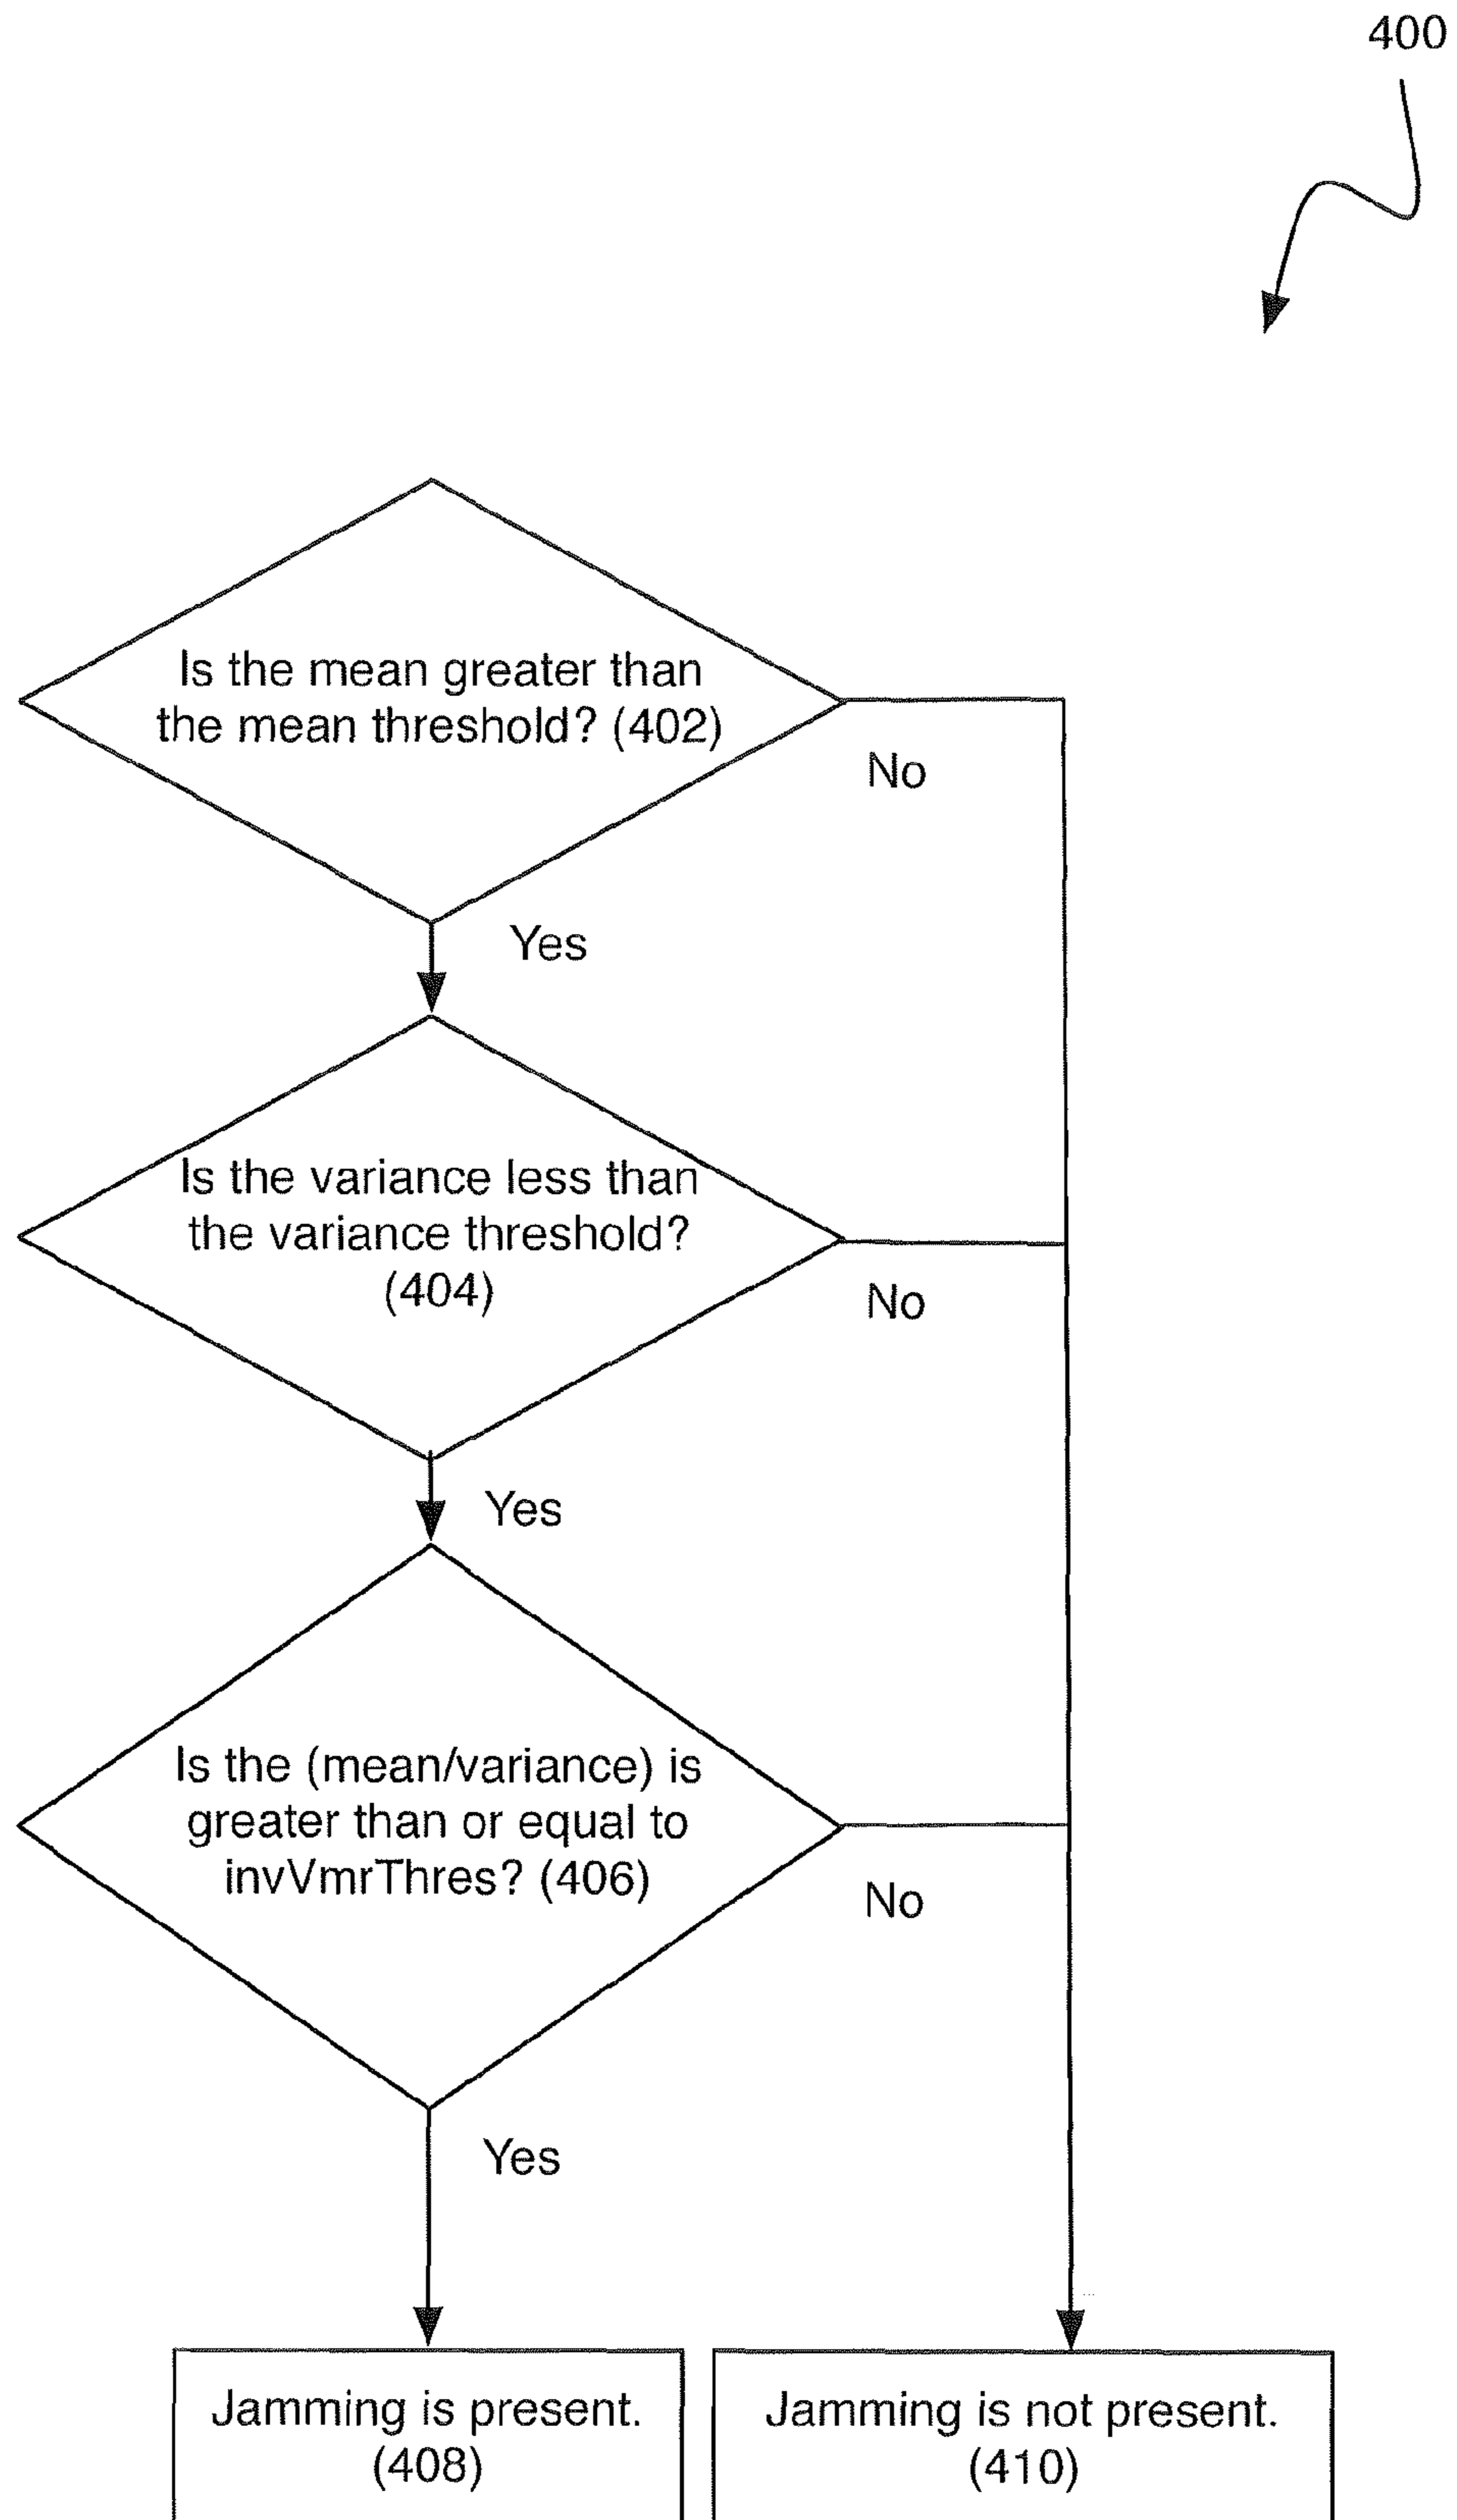 400
Is the mean greater than
the mean threshold? (402)
No
Yes
Is the variance less than
the variance threshold?
(404)
No
Yes
Is the (mean/variance) is
greater than or equal to
invVmrThres? (406)
No
Yes
Jamming is present.
(408)
Jamming is not present.
(410)